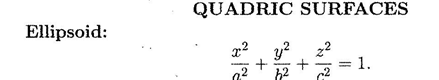 QUADRIC SURFACES
Ellipsoid:
x²/a² + y²/b² + z²/c² = 1.